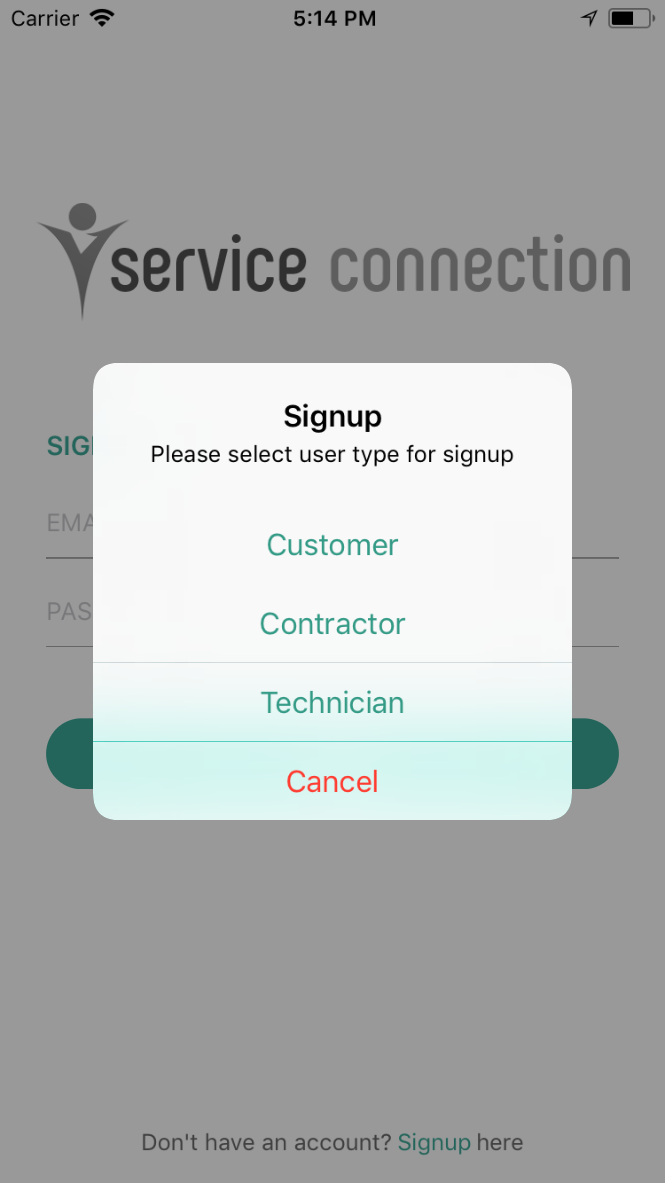 Carrier 5:14 PM
service connection
SIG
Signup
Please select user type for signup
EMA
Customer
PAS
Contractor
Technician
Cancel
Don't have an account? Signup here